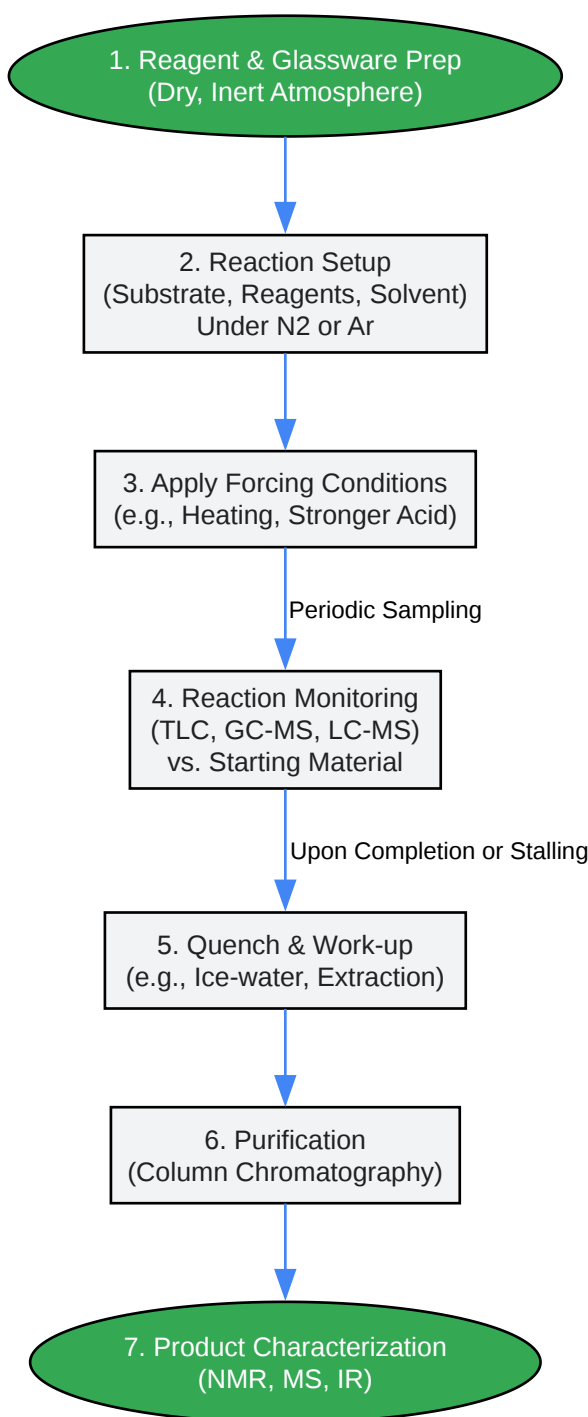 1. Reagent & Glassware Prep
(Dry, Inert Atmosphere)
2. Reaction Setup
(Substrate, Reagents, Solvent)
Under N2 or Ar
3. Apply Forcing Conditions
(e.g., Heating, Stronger Acid)
Periodic Sampling
4. Reaction Monitoring
(TLC, GC-MS, LC-MS)
vs. Starting Material
Upon Completion or Stalling
5. Quench & Work-up
(e.g., Ice-water, Extraction)
6. Purification
(Column Chromatography)
7. Product Characterization
(NMR, MS, IR)